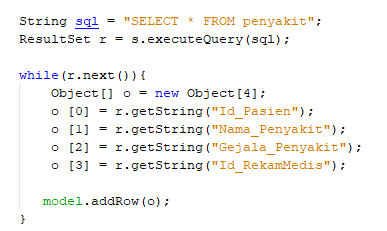 String sql = "SELECT * FROM penyakit";
ResultSet r = s.executeQuery(sql);

while(r.next()){
    Object[] o = new Object[4];
    o [0] = r.getString("Id_Pasien");
    o [1] = r.getString("Nama_Penyakit");
    o [2] = r.getString("Gejala_Penyakit");
    o [3] = r.getString("Id_RekamMedis");

   model.addRow(o);
}